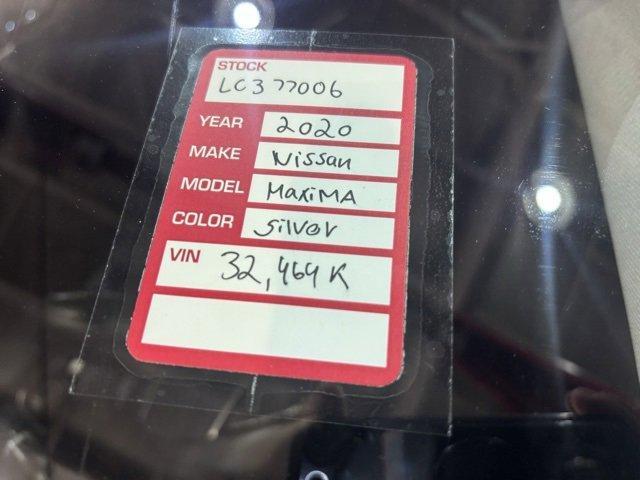 STOCK
LC377006
YEAR 2020
MAKE Nissan
MODEL MaxiMA
COLOR silver
VIN 32,464K